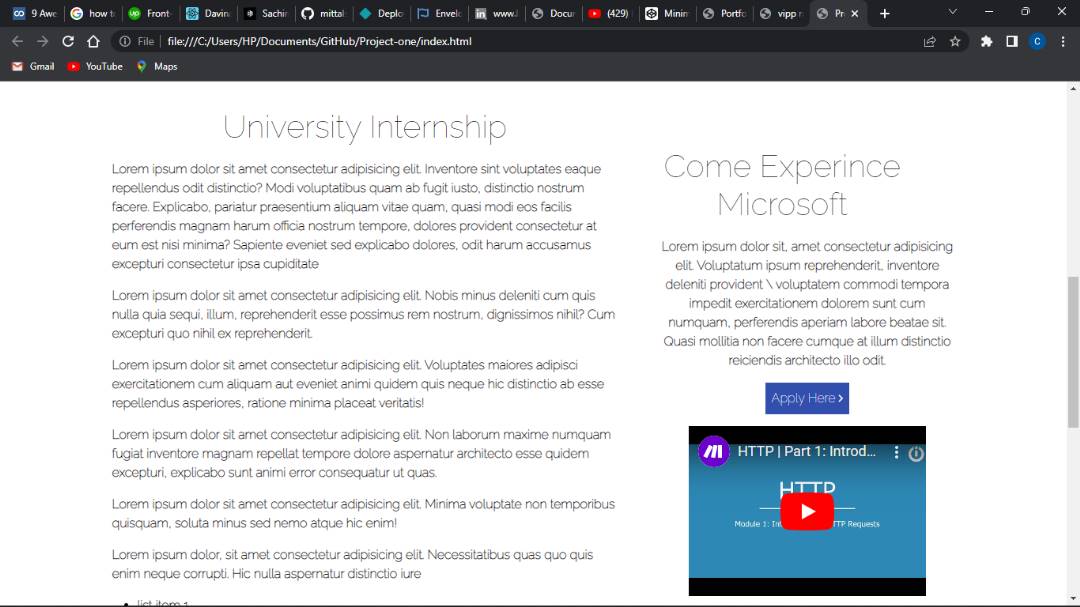 9 Awe
how to
Front-
Davinc
Sachir
mittal
Deplo
Envelo
www.l
Docur
(429)
Minim
Portfo
vipp r
Pr
File
file:///C:/Users/HP/Documents/GitHub/Project-one/index.html
C
Gmail
YouTube
Maps
University Internship
Lorem ipsum dolor sit amet consectetur adipisicing elit. Inventore sint voluptates eaque
repellendus odit distinctio? Modi voluptatibus quam ab fugit iusto, distinctio nostrum
facere. Explicabo, pariatur praesentium aliquam vitae quam, quasi modi eos facilis
perferendis magnam harum officia nostrum tempore, dolores provident consectetur at
eum est nisi minima? Sapiente eveniet sed explicabo dolores, odit harum accusamus
excepturi consectetur ipsa cupiditate
Lorem ipsum dolor sit amet consectetur adipisicing elit. Nobis minus deleniti cum quis
nulla quia sequi, illum, reprehenderit esse possimus rem nostrum, dignissimos nihil? Cum
excepturi quo nihil ex reprehenderit.
Lorem ipsum dolor sit amet consectetur adipisicing elit. Voluptates maiores adipisci
exercitationem cum aliquam aut eveniet animi quidem quis neque hic distinctio ab esse
repellendus asperiores, ratione minima placeat veritatis!
Lorem ipsum dolor sit amet consectetur adipisicing elit. Non laborum maxime numquam
fugiat inventore magnam repellat tempore dolore aspernatur architecto esse quidem
excepturi, explicabo sunt animi error consequatur ut quas.
Lorem ipsum dolor sit amet consectetur adipisicing elit. Minima voluptate non temporibus
quisquam, soluta minus sed nemo atque hic enim!
Lorem ipsum dolor, sit amet consectetur adipisicing elit. Necessitatibus quas quo quis
enim neque corrupti. Hic nulla aspernatur distinctio iure
list item 1
Come Experince
Microsoft
Lorem ipsum dolor sit, amet consectetur adipisicing
elit. Voluptatum ipsum reprehenderit, inventore
deleniti provident \ voluptatem commodi tempora
impedit exercitationem dolorem sunt cum
numquam, perferendis aperiam labore beatae sit.
Quasi mollitia non facere cumque at illum distinctio
reiciendis architecto illo odit.
Apply Here
HTTP | Part 1: Introd...
HTTP
Module 1: HTTP Requests